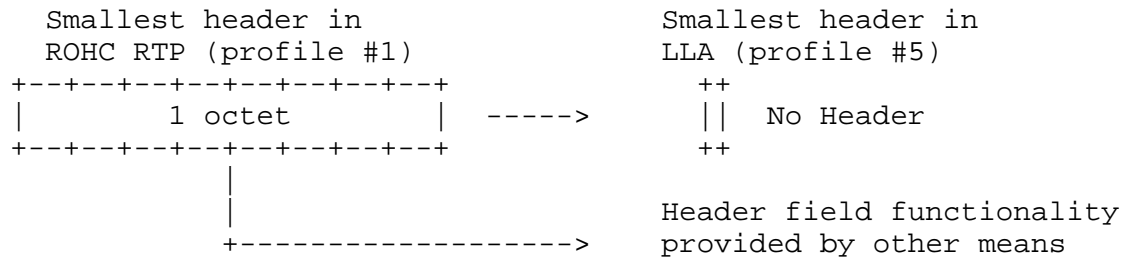 Smallest header in                            Smallest header in
ROHC RTP (profile #1)                         LLA (profile #5)
+--+--+--+--+--+--+--+--+                     ++
|        1 octet        |  ----->             ||  No Header
+--+--+--+--+--+--+--+--+                     ++
            |
            |                                 Header field functionality
            +------------------->             provided by other means